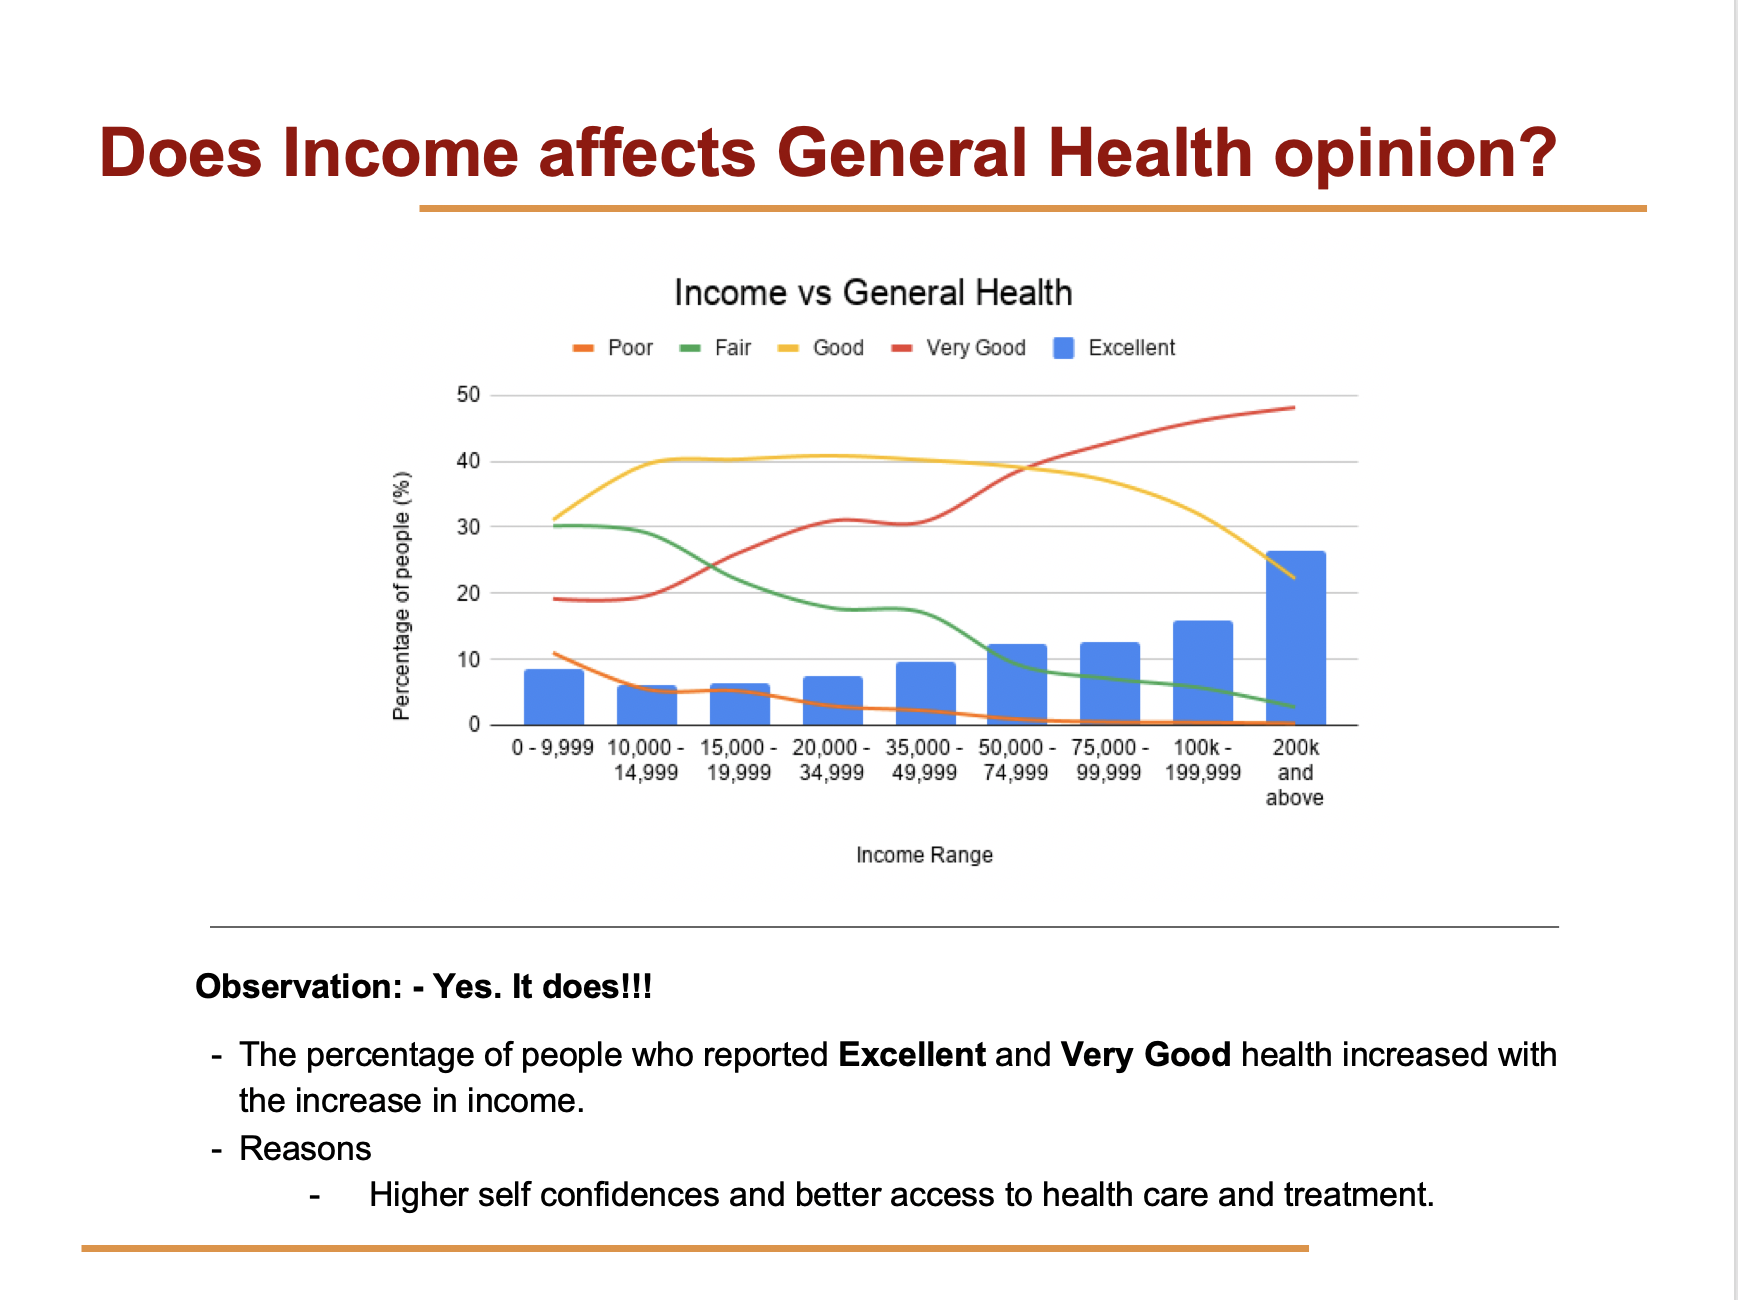 Does Income affects General Health opinion?
Income vs General Health
Poor Fair Good Very Good Excellent
Percentage of people (%)
50
40
30
20
10
0
0 - 9,999 10,000 - 15,000 - 20,000 - 35,000 - 50,000 - 75,000 - 100k - 200k
14,999 19,999 34,999 49,999 74,999 99,999 199,999 and
above
Income Range
Observation: - Yes. It does!!!
- The percentage of people who reported Excellent and Very Good health increased with
the increase in income.
- Reasons
- Higher self confidences and better access to health care and treatment.